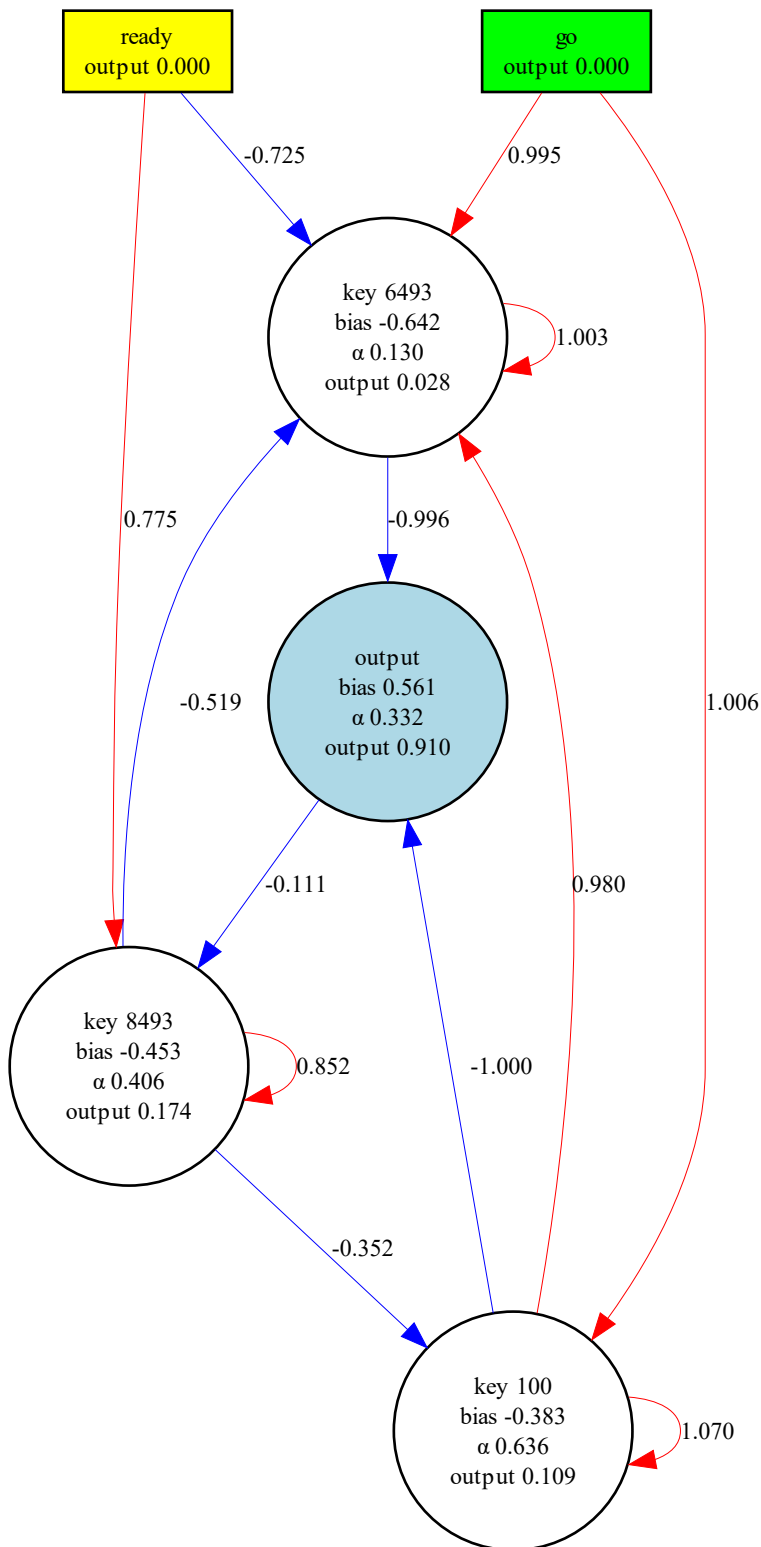 ready
output 0.000
go
output 0.000
-0.725
0.995
key 6493
bias -0.642
α 0.130
output 0.028
1.003
0.775
-0.996
-0.519
output
bias 0.561
α 0.332
output 0.910
1.006
-0.111
0.980
key 8493
bias -0.453
α 0.406
output 0.174
0.852
-1.000
-0.352
key 100
bias -0.383
α 0.636
output 0.109
1.070